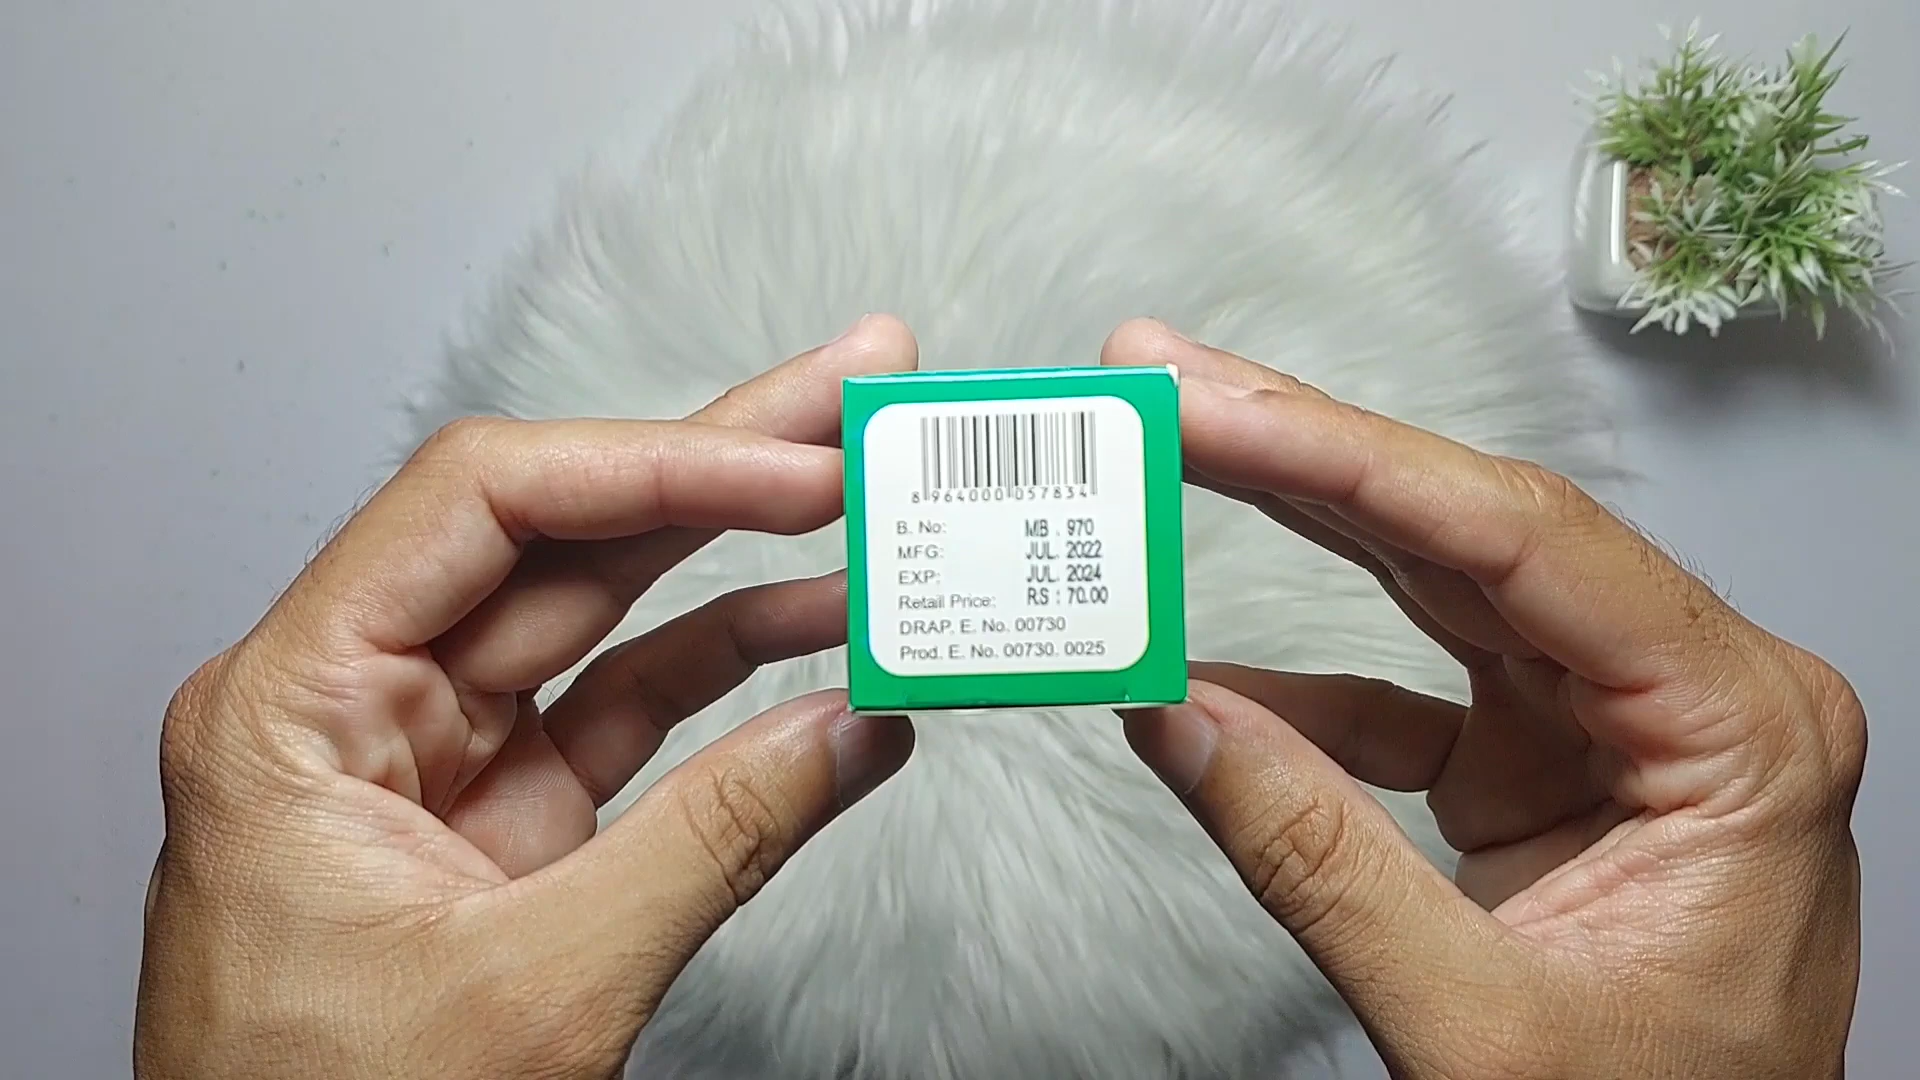 8 964000 057834
B. No: MB . 970
MFG: JUL. 2022
EXP: JUL. 2024
Retail Price: RS : 70.00
DRAP. E. No. 00730
Prod. E. No. 00730. 0025